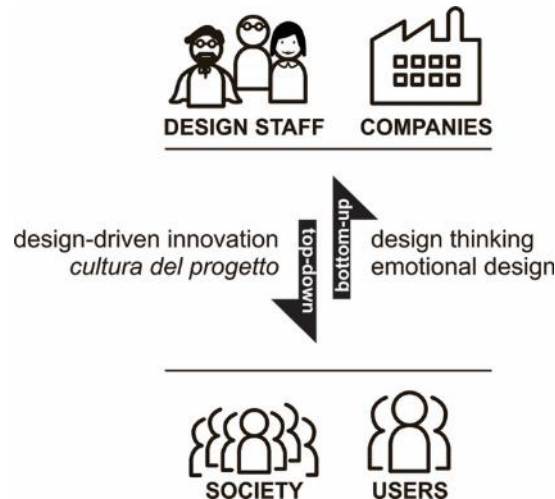 DESIGN STAFF
COMPANIES
design-driven innovation
cultura del progetto
top-down
bottom-up
design thinking
emotional design
SOCIETY
USERS